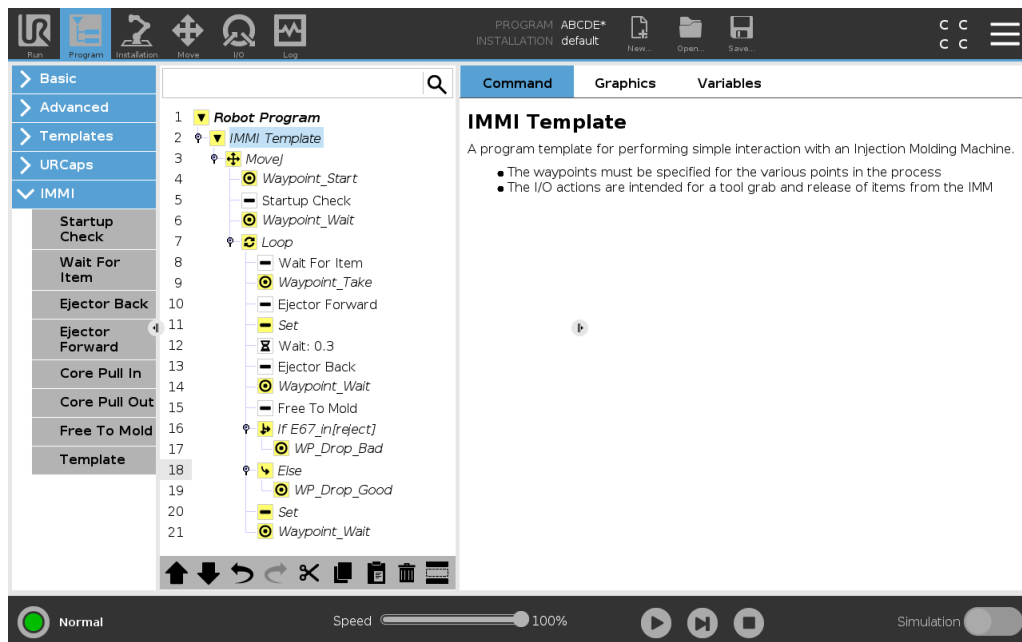 UR
PROGRAM ABCDE*
INSTALLATION default
C C
C C
Run Program Installation Move I/O Log New... Open... Save...
Basic
Advanced
Templates
URCaps
IMMI
Startup
Check
Wait For
Item
Ejector Back
Ejector
Forward
Core Pull In
Core Pull Out
Free To Mold
Template
1 Robot Program
2 IMMI Template
3 MoveJ
4 Waypoint_Start
5 Startup Check
6 Waypoint_Wait
7 Loop
8 Wait For Item
9 Waypoint_Take
10 Ejector Forward
11 Set
12 Wait: 0.3
13 Ejector Back
14 Waypoint_Wait
15 Free To Mold
16 If E67_in[reject]
17 WP_Drop_Bad
18 Else
19 WP_Drop_Good
20 Set
21 Waypoint_Wait
Command Graphics Variables
IMMI Template
A program template for performing simple interaction with an Injection Molding Machine.
• The waypoints must be specified for the various points in the process
• The I/O actions are intended for a tool grab and release of items from the IMM
Normal
Speed 100%
Simulation